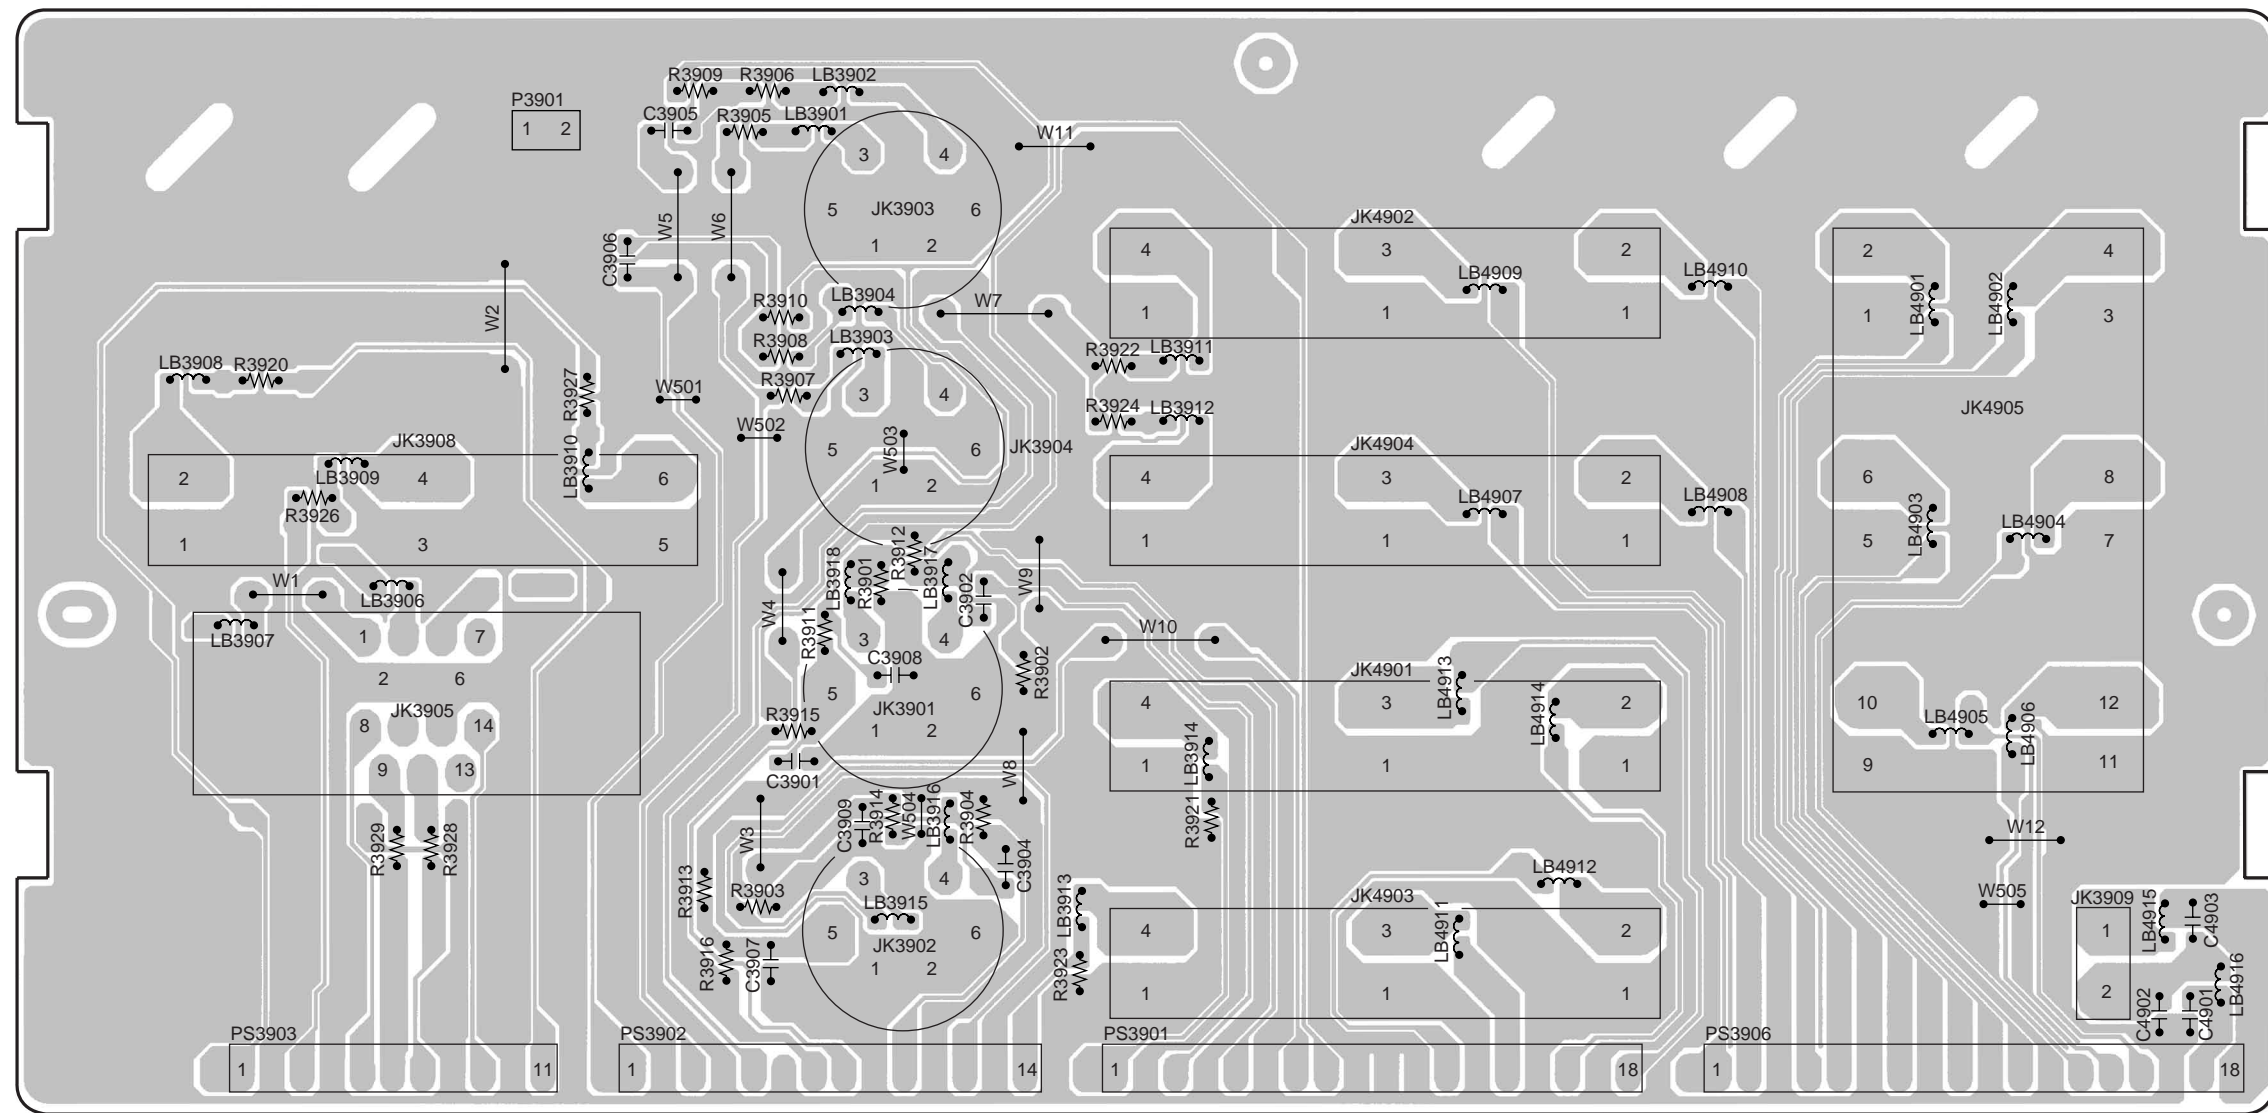 R3909 R3906 LB3902
P3901
1 2
C3905 R3905 LB3901
W11
3 4
5 JK3903 6
1 2
W5
W6
C3906
JK4902
4 3 2
1 1 1
LB4909
LB4910
2 4
1 3
LB4901
LB4902
W2
R3910 LB3904 W7
R3908 LB3903
R3922 LB3911
LB3908 R3920
R3927
W501
R3907
3 4
R3924 LB3912
JK4905
W502
W503
JK3908
LB3910
2 4 6
LB3909
R3926
1 3 5
5 6
JK3904
1 2
JK4904
4 3 2
1 1 1
LB4907
LB4908
6 8
5 7
LB4903
LB4904
W1
LB3906
LB3907
1 7
2 6
JK3905
8 14
9 13
R3912
LB3918
R3901
LB3917
C3902
W9
W4
R3911
3 4
C3908
R3902
5 6
JK3901
1 2
R3915
C3901
W8
W10
JK4901
4 3 2
1 1 1
LB3914
R3921
LB4913
LB4914
10 12
9 11
LB4905
LB4906
R3929
R3928
W3
C3909
R3914
W504
LB3916
R3904
C3904
R3913
R3903
3 4
LB3915
5 6
JK3902
1 2
R3916
C3907
LB3913
R3923
JK4903
4 3 2
1 1 1
LB4912
LB4911
W12
W505
JK3909
1
2
LB4915
C4903
LB4916
C4902
C4901
PS3903
1 11
PS3902
1 14
PS3901
1 18
PS3906
1 18